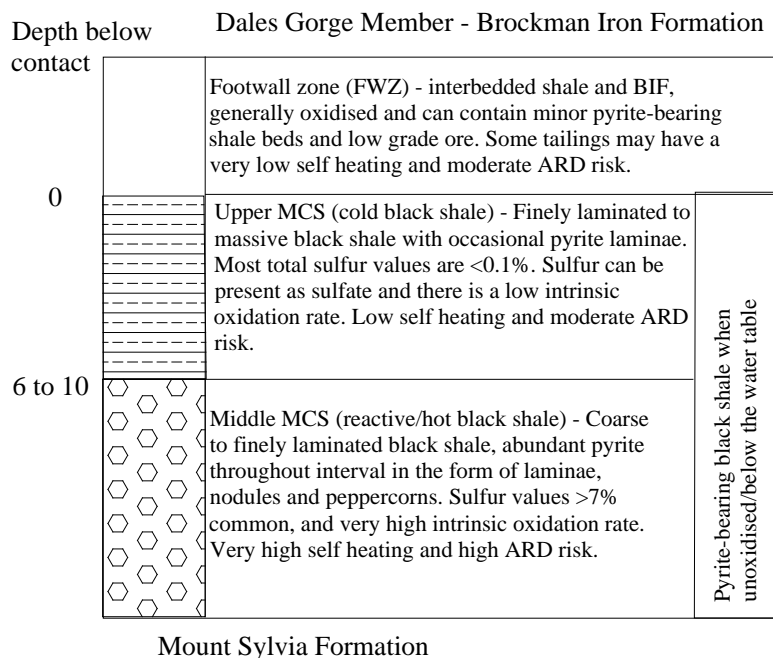 Dales Gorge Member - Brockman Iron Formation
Depth below
contact
Footwall zone (FWZ) - interbedded shale and BIF,
generally oxidised and can contain minor pyrite-bearing
shale beds and low grade ore. Some tailings may have a
very low self heating and moderate ARD risk.
0
Upper MCS (cold black shale) - Finely laminated to
massive black shale with occasional pyrite laminae.
Most total sulfur values are <0.1%. Sulfur can be
present as sulfate and there is a low intrinsic
oxidation rate. Low self heating and moderate ARD
risk.
6 to 10
Middle MCS (reactive/hot black shale) - Coarse
to finely laminated black shale, abundant pyrite
throughout interval in the form of laminae,
nodules and peppercorns. Sulfur values >7%
common, and very high intrinsic oxidation rate.
Very high self heating and high ARD risk.
Pyrite-bearing black shale when
unoxidised/below the water table
Mount Sylvia Formation